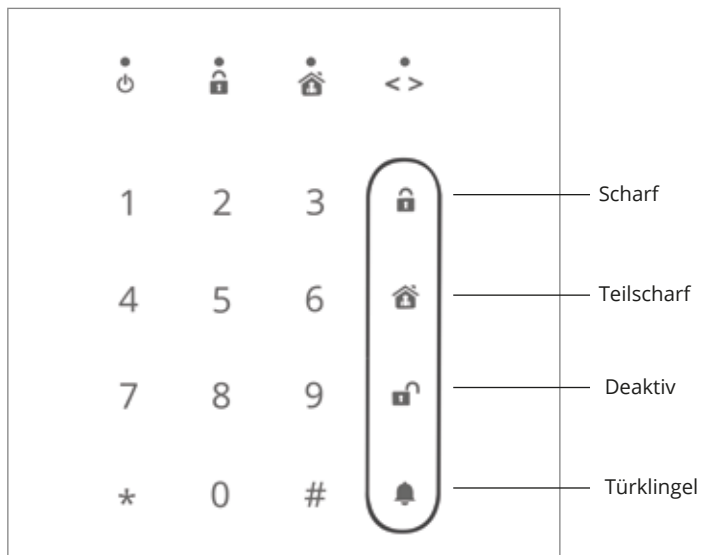 < >
1 2 3 Scharf
4 5 6 Teilscharf
7 8 9 Deaktiv
* 0 # Türklingel